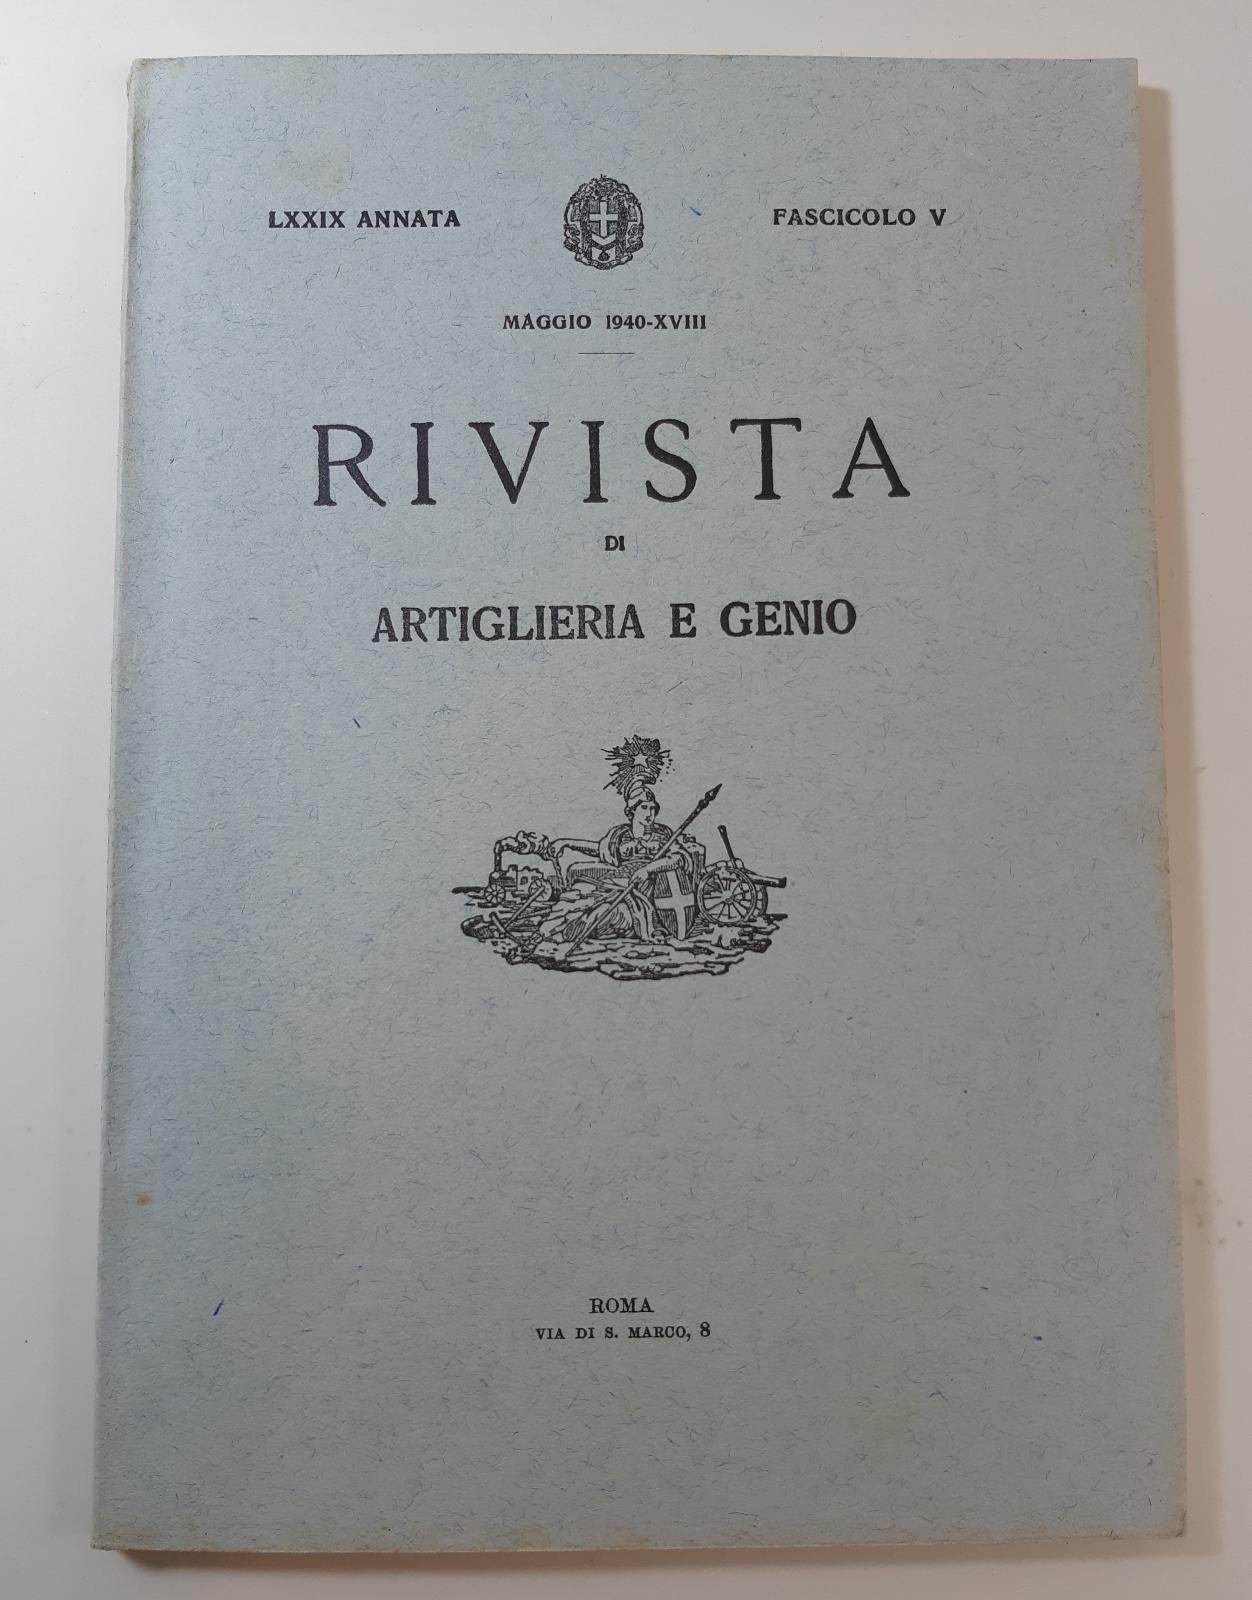 LXXIX ANNATA
FASCICOLO V
MAGGIO 1940-XVIII
RIVISTA
DI
ARTIGLIERIA E GENIO
ROMA
VIA DI S. MARCO, 8